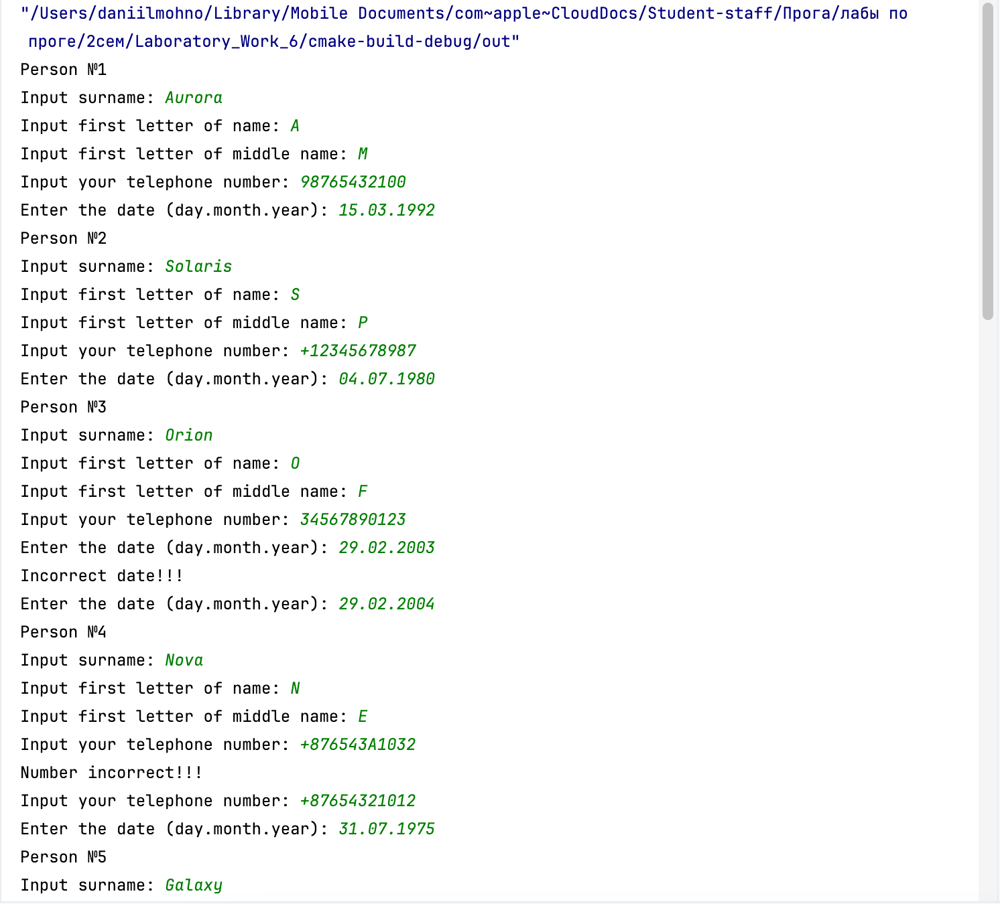 "/Users/daniilmohno/Library/Mobile Documents/com~apple~CloudDocs/Student-staff/Прога/лабы по
проге/2сем/Laboratory_Work_6/cmake-build-debug/out"
Person №1
Input surname: Aurora
Input first letter of name: A
Input first letter of middle name: M
Input your telephone number: 98765432100
Enter the date (day.month.year): 15.03.1992
Person №2
Input surname: Solaris
Input first letter of name: S
Input first letter of middle name: P
Input your telephone number: +12345678987
Enter the date (day.month.year): 04.07.1980
Person №3
Input surname: Orion
Input first letter of name: O
Input first letter of middle name: F
Input your telephone number: 34567890123
Enter the date (day.month.year): 29.02.2003
Incorrect date!!!
Enter the date (day.month.year): 29.02.2004
Person №4
Input surname: Nova
Input first letter of name: N
Input first letter of middle name: E
Input your telephone number: +876543A1032
Number incorrect!!!
Input your telephone number: +87654321012
Enter the date (day.month.year): 31.07.1975
Person №5
Input surname: Galaxy